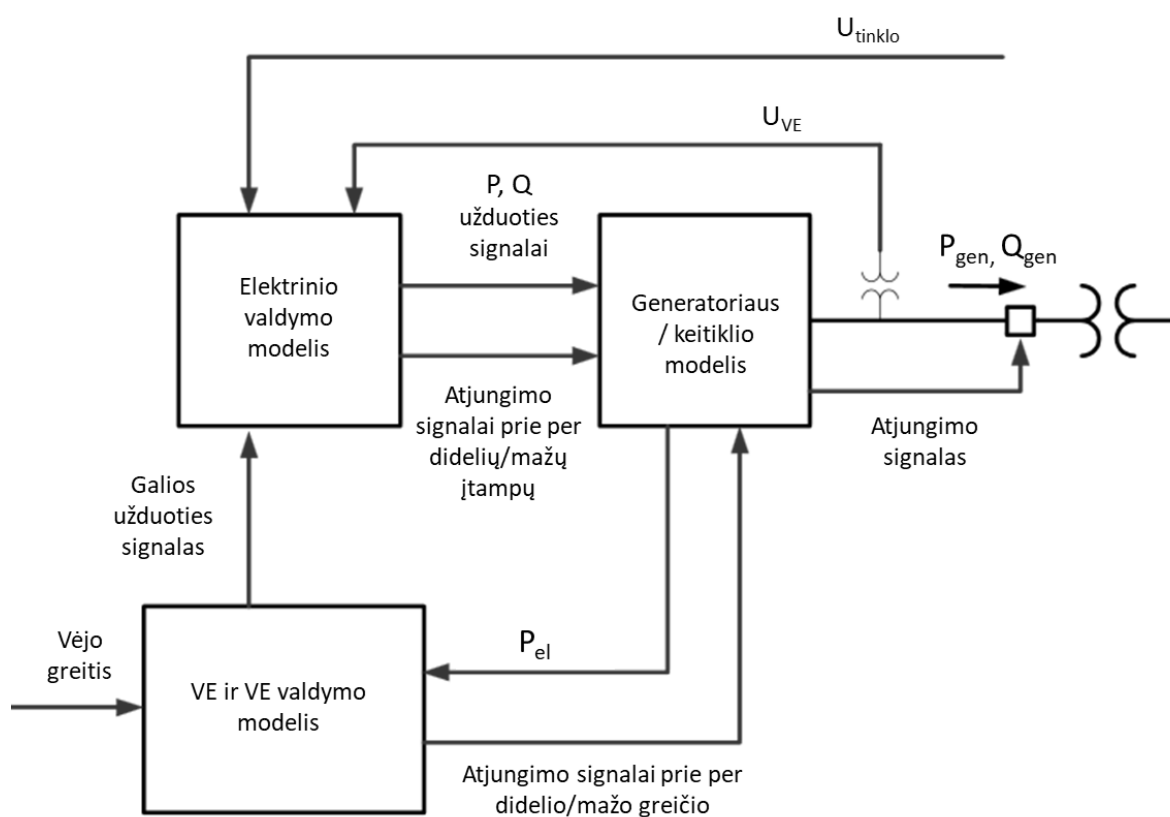 U_tinklo
U_VE
P, Q
užduoties
signalai
P_gen, Q_gen
Elektrinio
valdymo
modelis
Generatoriaus
/ keitiklio
modelis
Atjungimo
signalai prie per
didelių/mažų
įtampų
Atjungimo
signalas
Galios
užduoties
signalas
Vėjo
greitis
P_el
VE ir VE valdymo
modelis
Atjungimo signalai prie per
didelio/mažo greičio